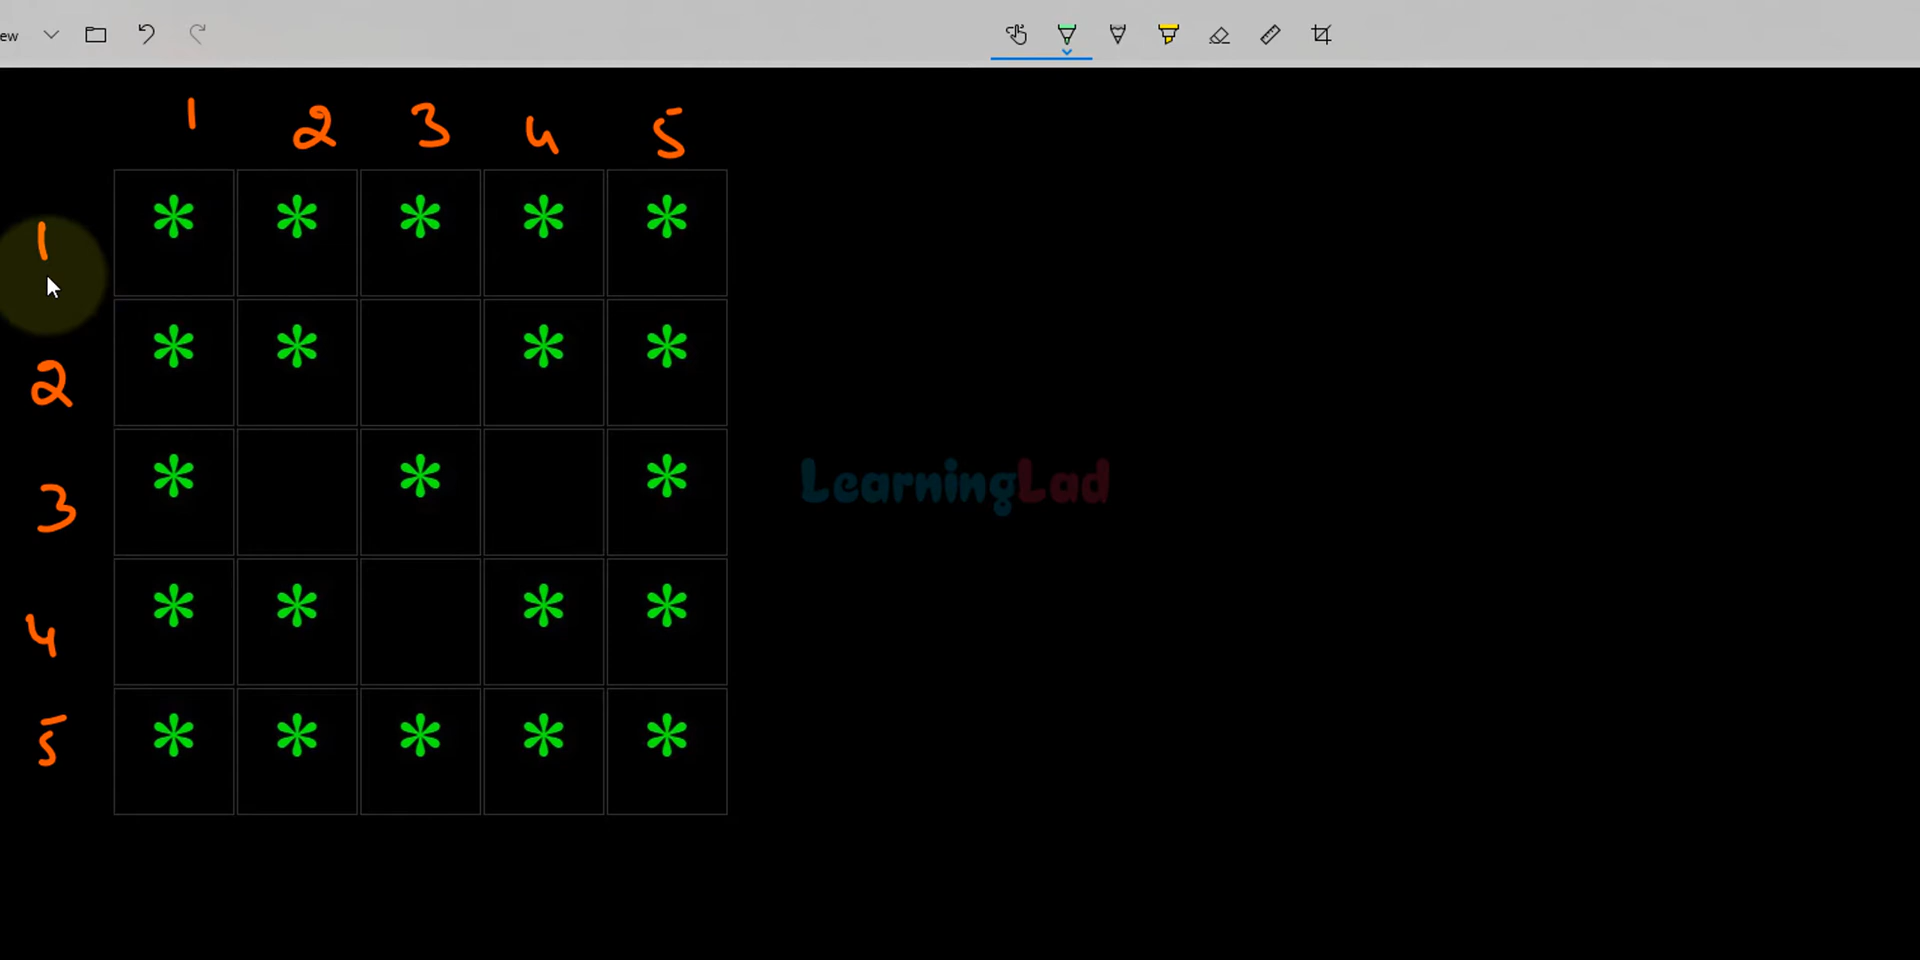 ew
1 2 3 4 5
1 * * * * *
2 * * * *
3 * * *
4 * * * *
5 * * * * *
LearningLad